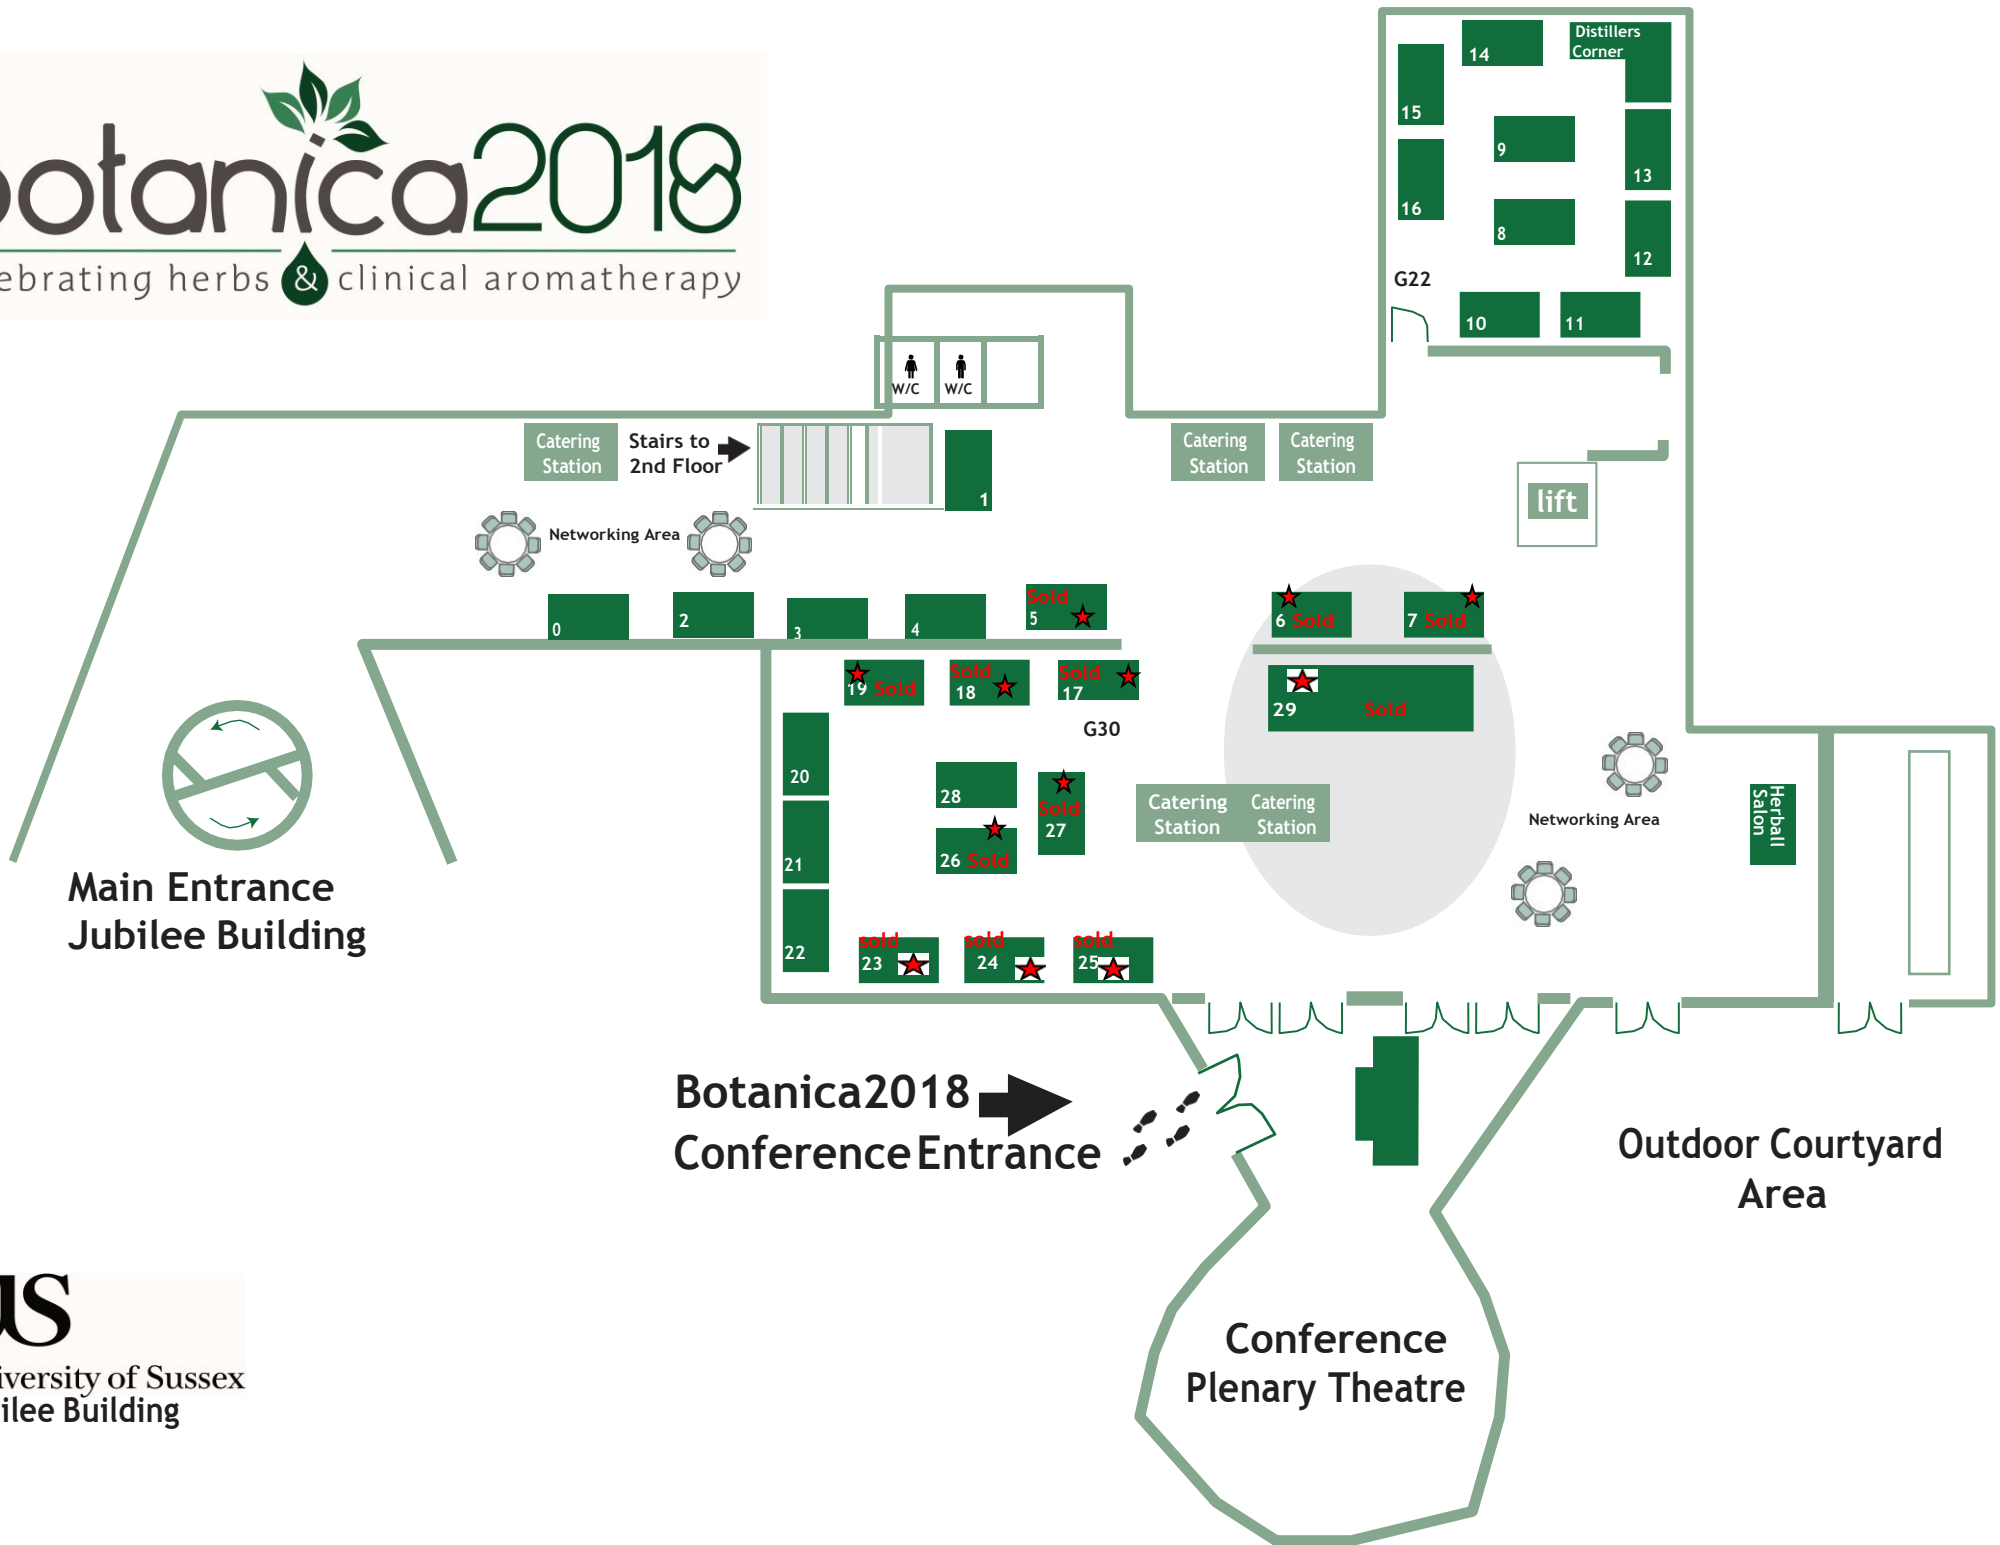 botanica2018
ebrating herbs & clinical aromatherapy
Distillers
Corner
14
15
9
13
16
8
12
G22
10
11
W/C
W/C
Catering
Station
Stairs to
2nd Floor
1
Catering
Station
Catering
Station
lift
Networking Area
0
2
3
4
Sold
5
6 Sold
7 Sold
19 Sold
Sold
18
Sold
17
29 Sold
G30
20
28
Sold
27
26 Sold
21
22
Catering
Station
Catering
Station
Networking Area
Herball
Salon
sold
23
sold
24
sold
25
Main Entrance
Jubilee Building
Botanica2018
Conference Entrance
Outdoor Courtyard
Area
Conference
Plenary Theatre
us
iversity of Sussex
ilee Building